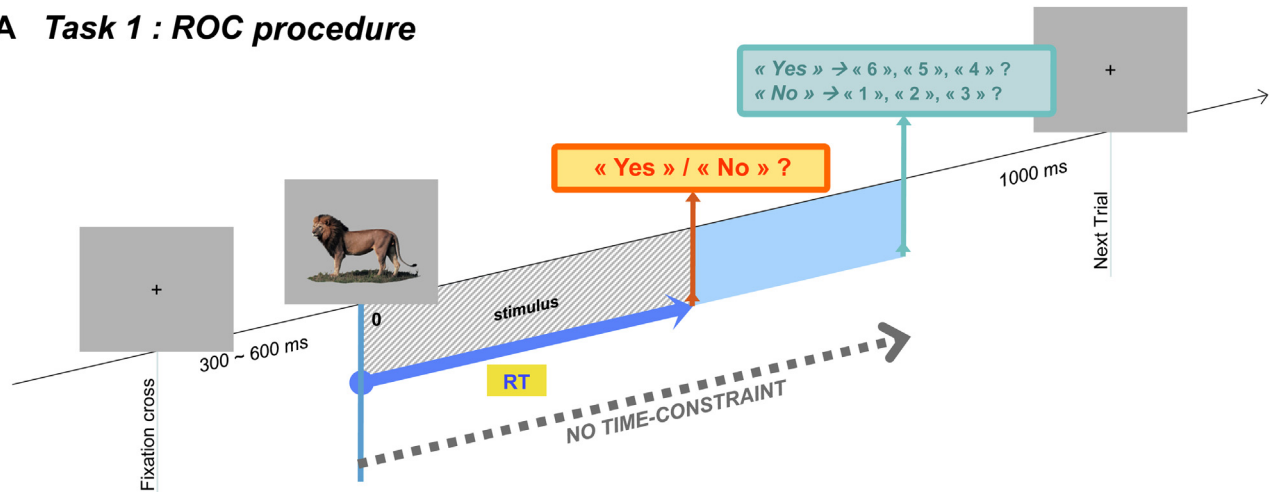 A Task 1 : ROC procedure
« Yes » → « 6 », « 5 », « 4 » ?
« No » → « 1 », « 2 », « 3 » ?
« Yes » / « No » ?
1000 ms
Next Trial
+
+
0
stimulus
300 ~ 600 ms
RT
NO TIME-CONSTRAINT
Fixation cross